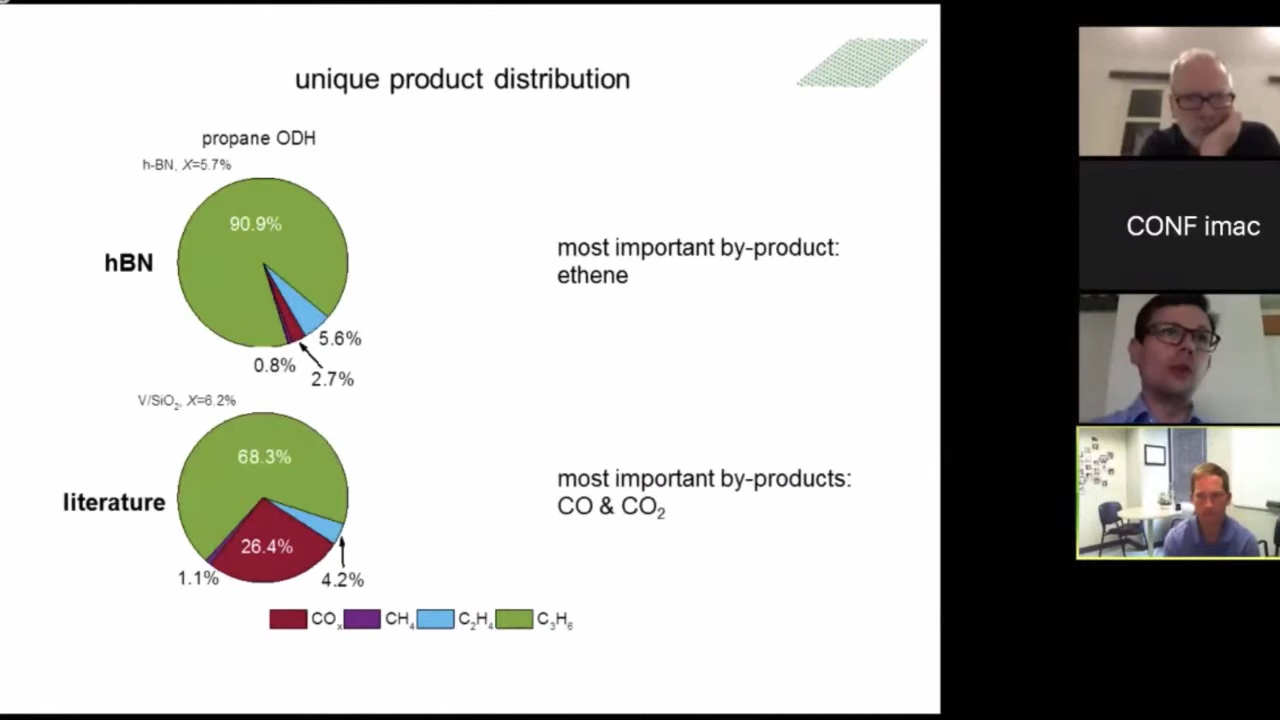 unique product distribution
propane ODH
h-BN, X=5.7%
90.9%
hBN
5.6%
0.8%
2.7%
most important by-product:
ethene
V/SiO₂, X=6.2%
68.3%
literature
26.4%
1.1%
4.2%
most important by-products:
CO & CO₂
COₓ CH₄ C₂H₄ C₃H₆
CONF imac